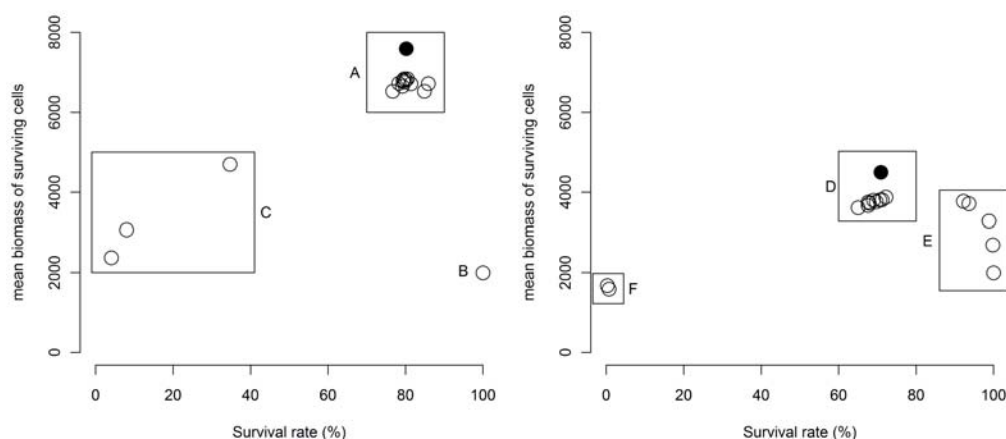 mean biomass of surviving cells
8000
6000
4000
2000
0
A
C
B
0 20 40 60 80 100
Survival rate (%)
mean biomass of surviving cells
8000
6000
4000
2000
0
D
E
F
0 20 40 60 80 100
Survival rate (%)